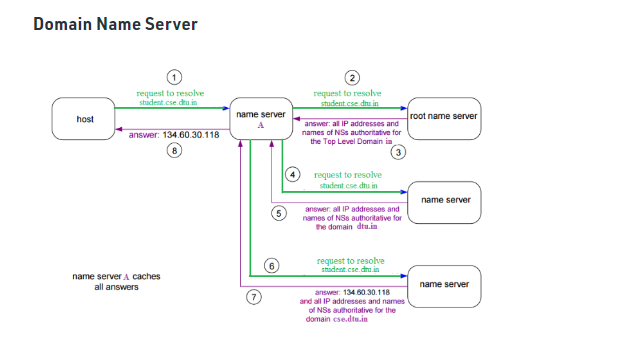 Domain Name Server
1
request to resolve
student.cse.dtu.in
host
answer: 134.60.30.118
8
name server
A
2
request to resolve
student.cse.dtu.in
root name server
answer: all IP addresses and
names of NSs authoritative for
the Top Level Domain in
3
4
request to resolve
student.cse.dtu.in
name server
5
answer: all IP addresses and
names of NSs authoritative for
the domain dtu.in
6
request to resolve
student.cse.dtu.in
name server
7
answer: 134.60.30.118
and all IP addresses and names
of NSs authoritative for the
domain cse.dtu.in
name server A caches
all answers